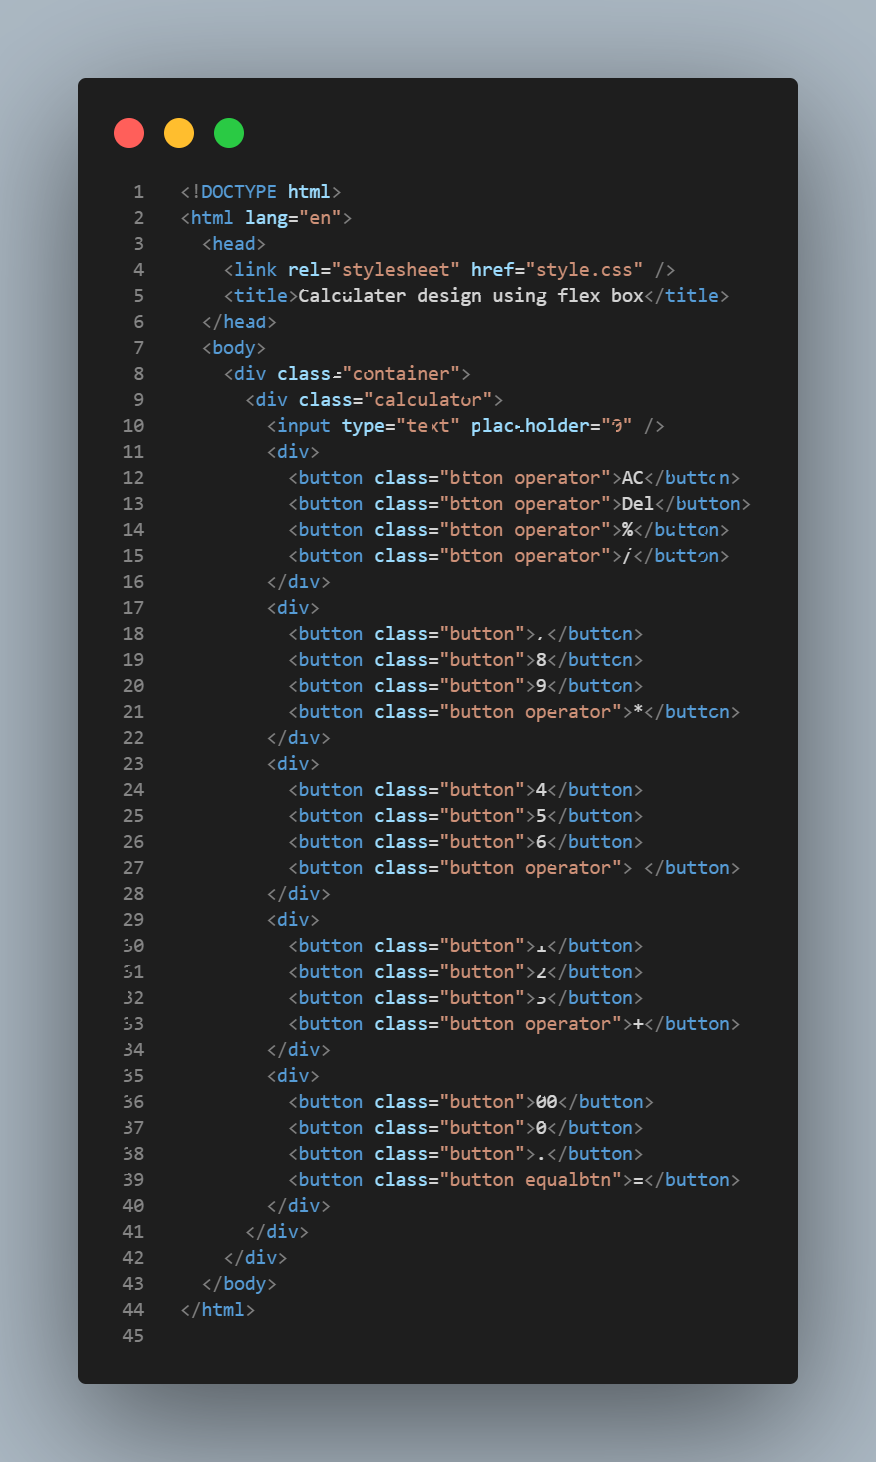 1 <!DOCTYPE html>
2 <html lang="en">
3   <head>
4     <link rel="stylesheet" href="style.css" />
5     <title>Calculater design using flex box</title>
6   </head>
7   <body>
8     <div class="container">
9       <div class="calculator">
10         <input type="text" placeholder="0" />
11         <div>
12           <button class="btton operator">AC</button>
13           <button class="btton operator">Del</button>
14           <button class="btton operator">%</button>
15           <button class="btton operator">/</button>
16         </div>
17         <div>
18           <button class="button"></button>
19           <button class="button">8</button>
20           <button class="button">9</button>
21           <button class="button operator">*</button>
22         </div>
23         <div>
24           <button class="button">4</button>
25           <button class="button">5</button>
26           <button class="button">6</button>
27           <button class="button operator"> </button>
28         </div>
29         <div>
30           <button class="button">1</button>
31           <button class="button">2</button>
32           <button class="button">3</button>
33           <button class="button operator">+</button>
34         </div>
35         <div>
36           <button class="button">00</button>
37           <button class="button">0</button>
38           <button class="button">.</button>
39           <button class="button equalbtn">=</button>
40         </div>
41       </div>
42     </div>
43   </body>
44 </html>
45